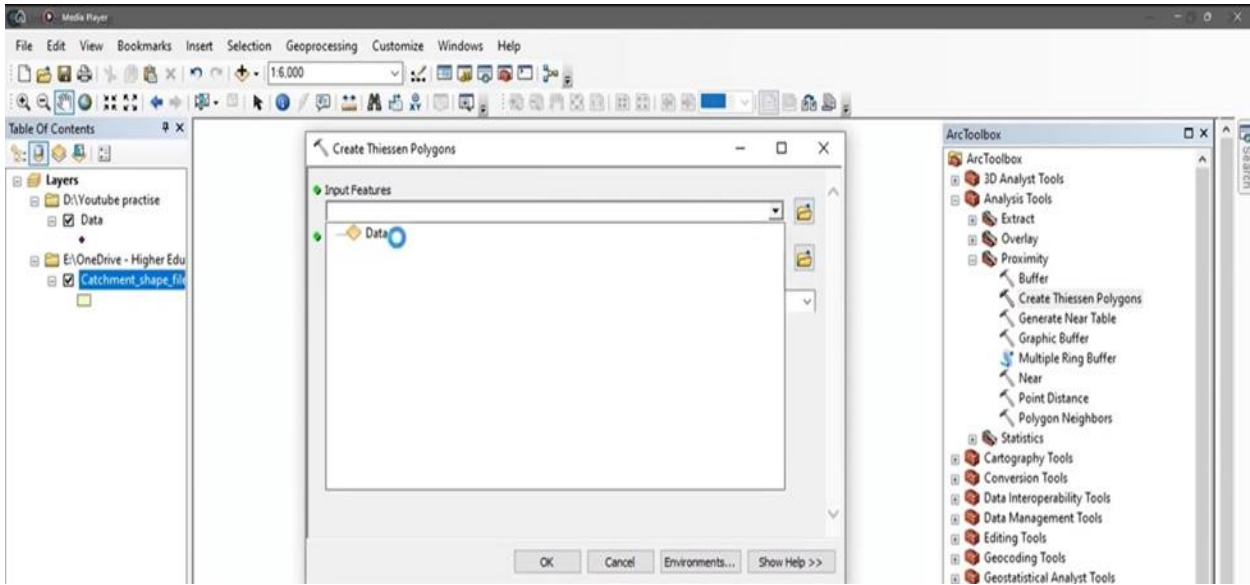 Media Player
File Edit View Bookmarks Insert Selection Geoprocessing Customize Windows Help
1:6,000
Table Of Contents
Layers
D:\Youtube practise
Data
E:\OneDrive - Higher Edu
Catchment_shape_file
Create Thiessen Polygons
Input Features
Data
OK Cancel Environments... Show Help >>
ArcToolbox
ArcToolbox
3D Analyst Tools
Analysis Tools
Extract
Overlay
Proximity
Buffer
Create Thiessen Polygons
Generate Near Table
Graphic Buffer
Multiple Ring Buffer
Near
Point Distance
Polygon Neighbors
Statistics
Cartography Tools
Conversion Tools
Data Interoperability Tools
Data Management Tools
Editing Tools
Geocoding Tools
Geostatistical Analyst Tools
Search